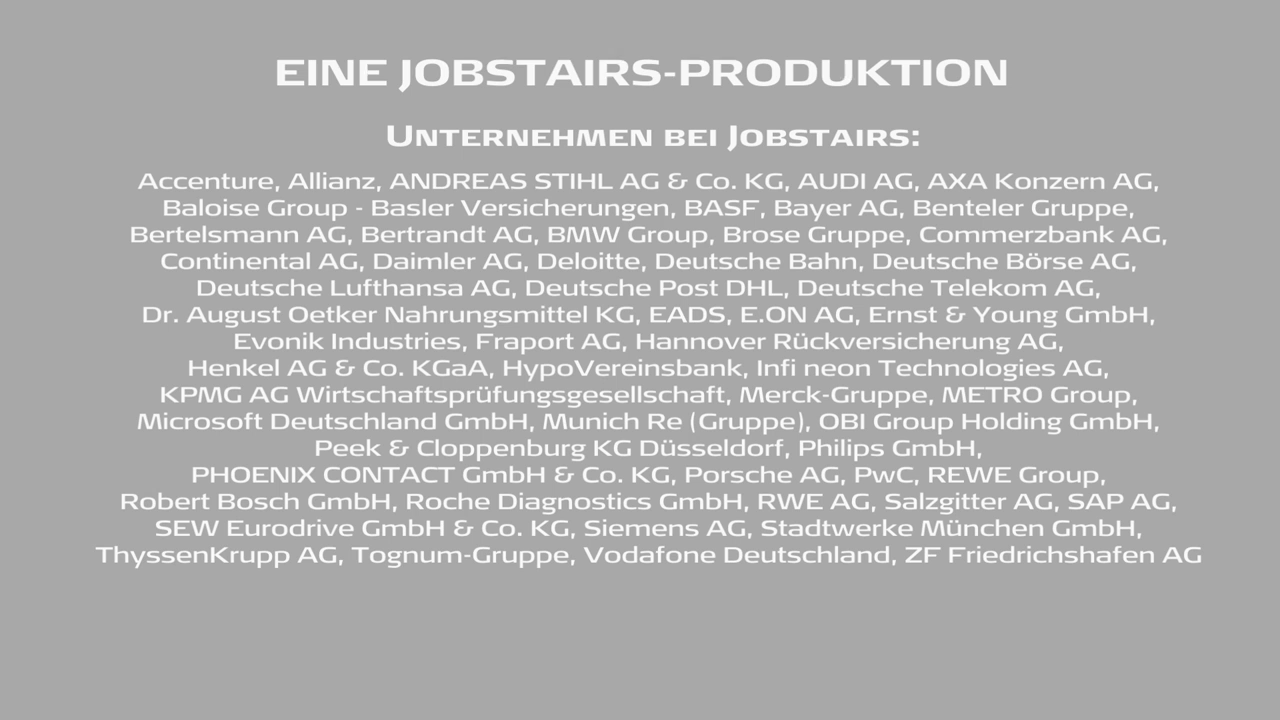 EINE JOBSTAIRS-PRODUKTION
UNTERNEHMEN BEI JOBSTAIRS:
Accenture, Allianz, ANDREAS STIHL AG & Co. KG, AUDI AG, AXA Konzern AG,
Baloise Group - Basler Versicherungen, BASF, Bayer AG, Benteler Gruppe,
Bertelsmann AG, Bertrandt AG, BMW Group, Brose Gruppe, Commerzbank AG,
Continental AG, Daimler AG, Deloitte, Deutsche Bahn, Deutsche Börse AG,
Deutsche Lufthansa AG, Deutsche Post DHL, Deutsche Telekom AG,
Dr. August Oetker Nahrungsmittel KG, EADS, E.ON AG, Ernst & Young GmbH,
Evonik Industries, Fraport AG, Hannover Rückversicherung AG,
Henkel AG & Co. KGaA, HypoVereinsbank, Infi neon Technologies AG,
KPMG AG Wirtschaftsprüfungsgesellschaft, Merck-Gruppe, METRO Group,
Microsoft Deutschland GmbH, Munich Re (Gruppe), OBI Group Holding GmbH,
Peek & Cloppenburg KG Düsseldorf, Philips GmbH,
PHOENIX CONTACT GmbH & Co. KG, Porsche AG, PwC, REWE Group,
Robert Bosch GmbH, Roche Diagnostics GmbH, RWE AG, Salzgitter AG, SAP AG,
SEW Eurodrive GmbH & Co. KG, Siemens AG, Stadtwerke München GmbH,
ThyssenKrupp AG, Tognum-Gruppe, Vodafone Deutschland, ZF Friedrichshafen AG